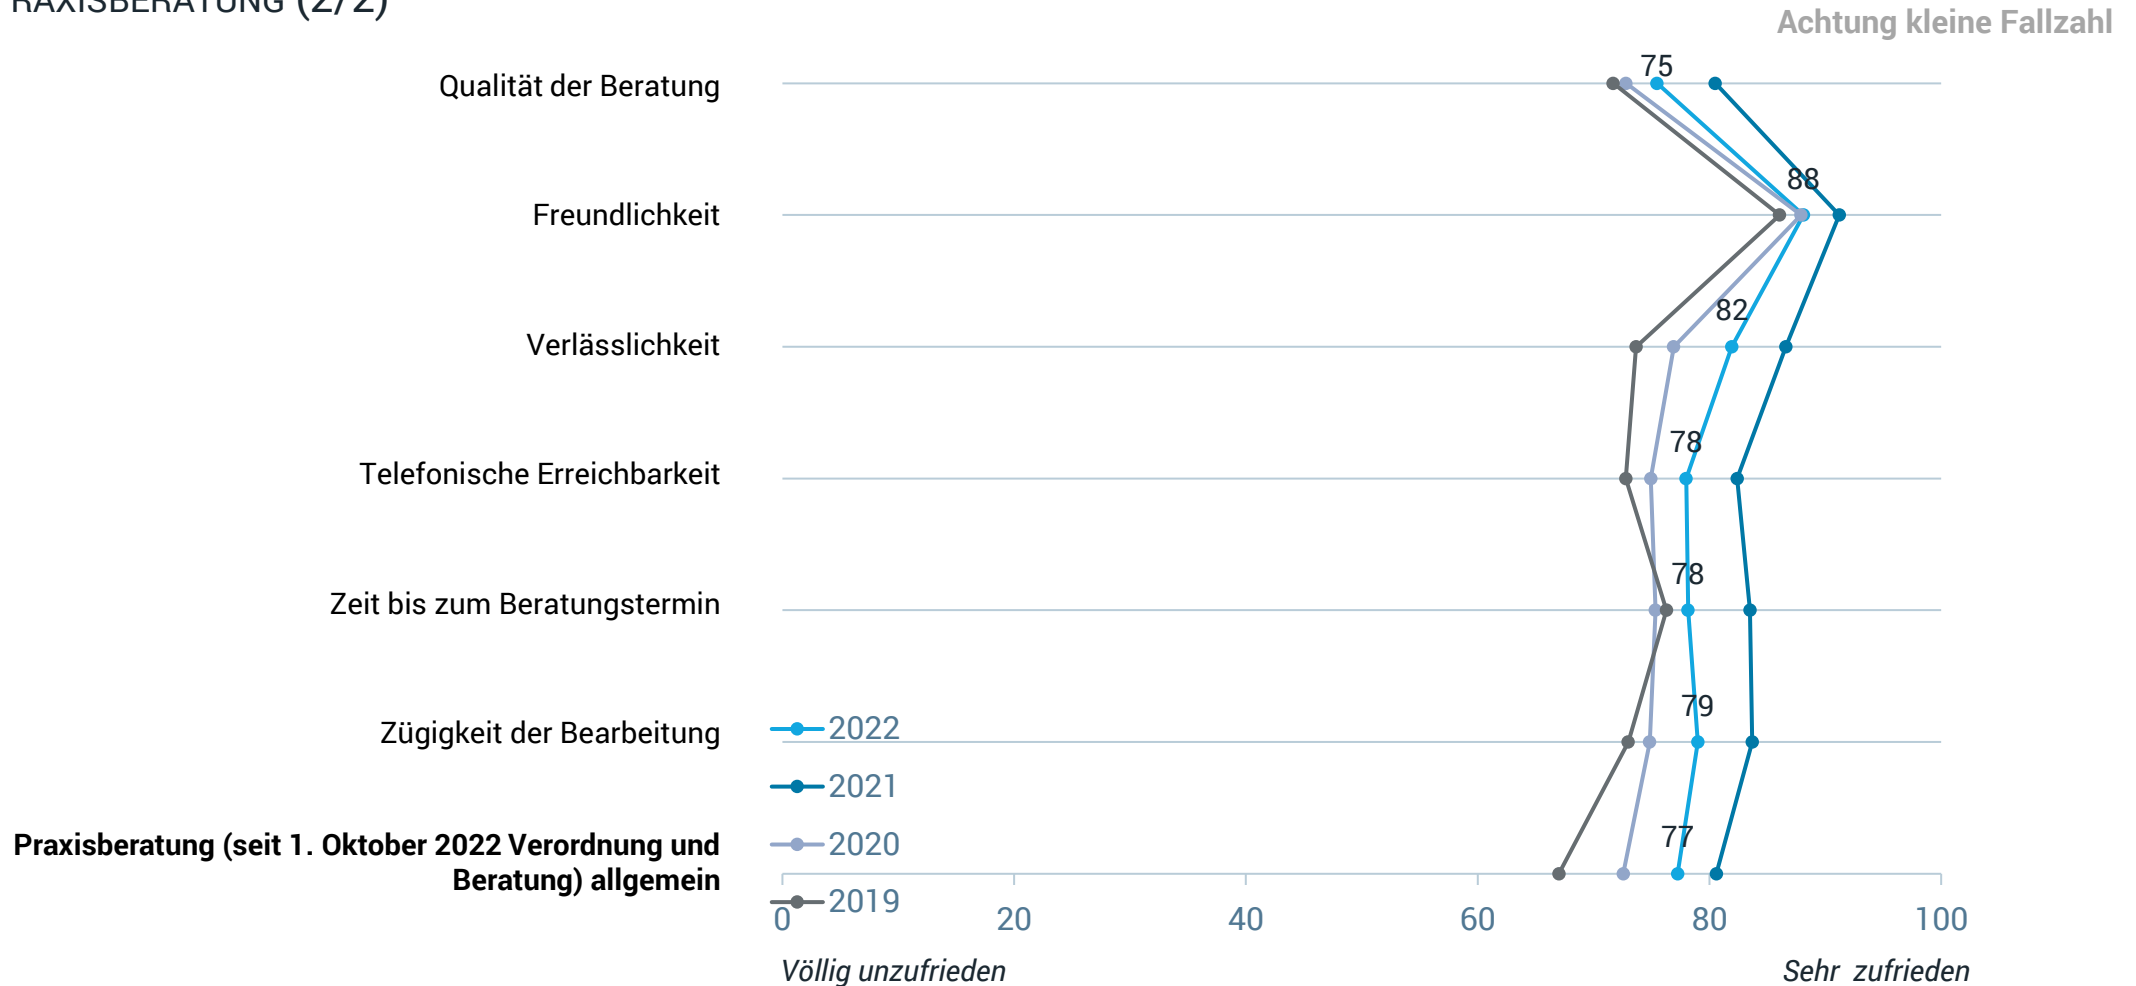 RAXISBERATUNG (2/2)
Achtung kleine Fallzahl
75
Qualität der Beratung
88
Freundlichkeit
82
Verlässlichkeit
78
Telefonische Erreichbarkeit
78
Zeit bis zum Beratungstermin
79
Zügigkeit der Bearbeitung
2022
2021
77
Praxisberatung (seit 1. Oktober 2022 Verordnung und
Beratung) allgemein
2020
2019
0 20 40 60 80 100
Völlig unzufrieden
Sehr zufrieden